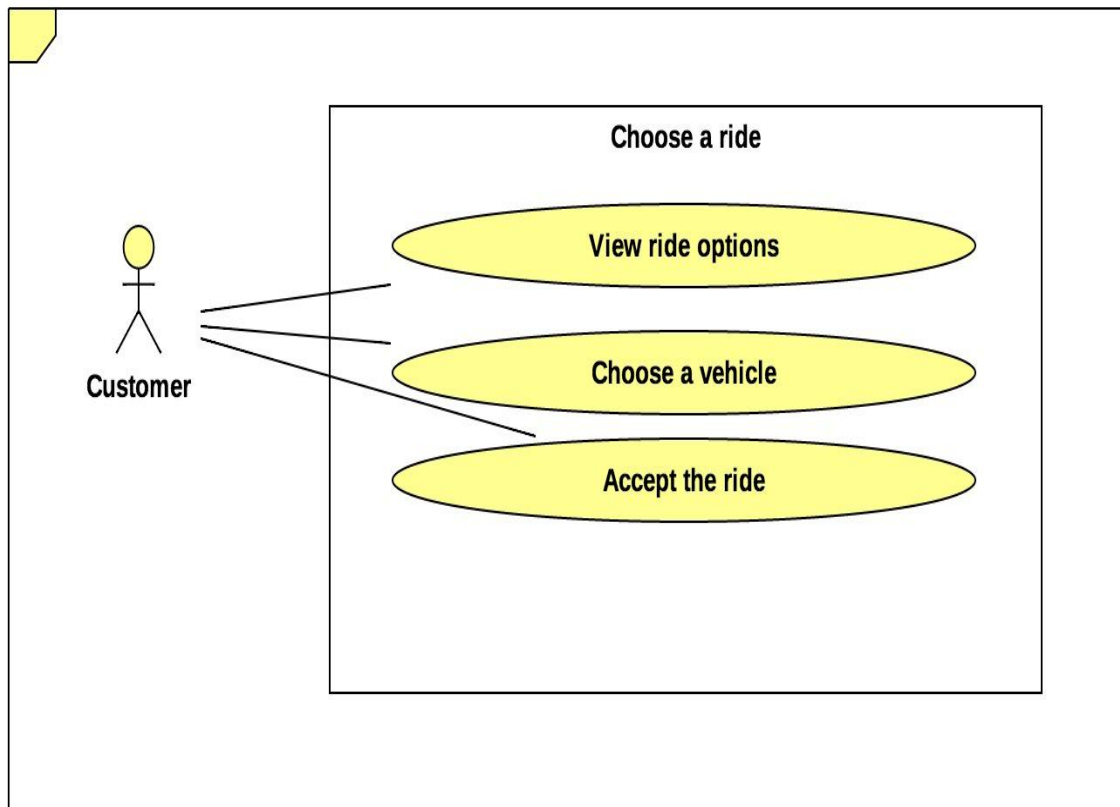 Choose a ride
View ride options
Choose a vehicle
Customer
Accept the ride